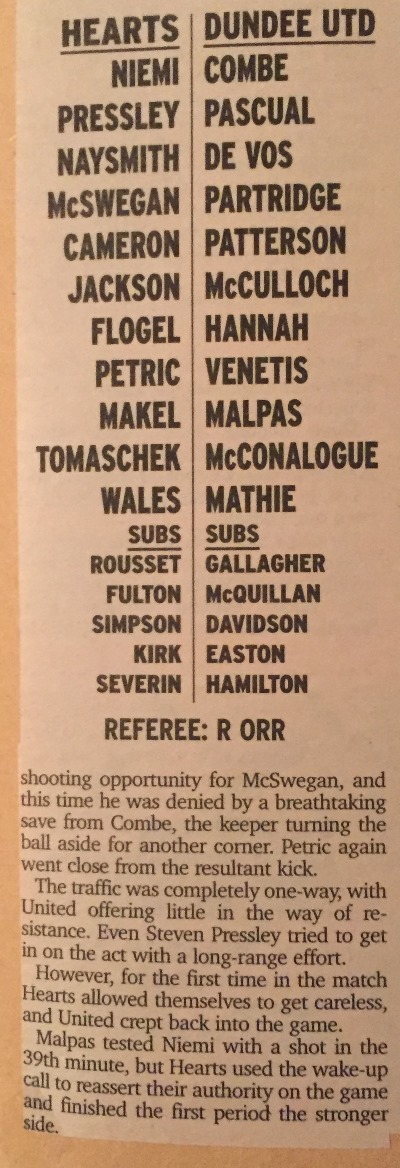 HEARTS DUNDEE UTD
NIEMI COMBE
PRESSLEY PASCUAL
NAYSMITH DE VOS
McSWEGAN PARTRIDGE
CAMERON PATTERSON
JACKSON McCULLOCH
FLOGEL HANNAH
PETRIC VENETIS
MAKEL MALPAS
TOMASCHEK McCONALOGUE
WALES MATHIE
SUBS SUBS
ROUSSET GALLAGHER
FULTON McQUILLAN
SIMPSON DAVIDSON
KIRK EASTON
SEVERIN HAMILTON
REFEREE: R ORR
shooting opportunity for McSwegan, and
this time he was denied by a breathtaking
save from Combe, the keeper turning the
ball aside for another corner. Petric again
went close from the resultant kick.
The traffic was completely one-way, with
United offering little in the way of re-
sistance. Even Steven Pressley tried to get
in on the act with a long-range effort.
However, for the first time in the match
Hearts allowed themselves to get careless,
and United crept back into the game.
Malpas tested Niemi with a shot in the
39th minute, but Hearts used the wake-up
call to reassert their authority on the game
and finished the first period the stronger
side.